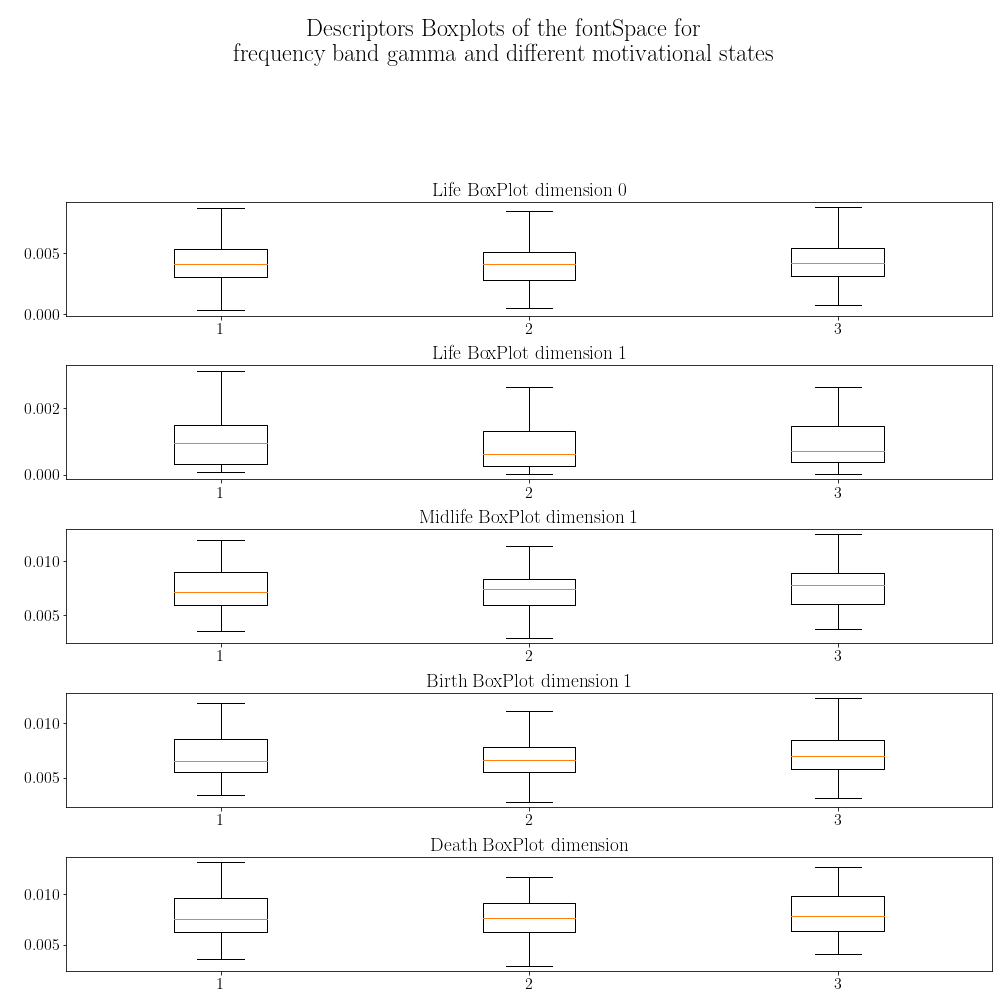 Descriptors Boxplots of the fontSpace for
frequency band gamma and different motivational states
Life BoxPlot dimension 0
0.005
0.000
1 2 3
Life BoxPlot dimension 1
0.002
0.000
1 2 3
Midlife BoxPlot dimension 1
0.010
0.005
1 2 3
Birth BoxPlot dimension 1
0.010
0.005
1 2 3
Death BoxPlot dimension
0.010
0.005
1 2 3